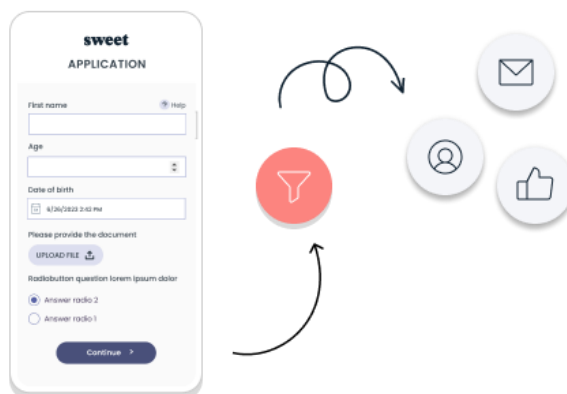 sweet
APPLICATION
First name
? Help
Age
Date of birth
6/26/2023 2:42 PM
Please provide the document
UPLOAD FILE
Radiobutton question lorem ipsum dolor
Answer radio 2
Answer radio 1
Continue >